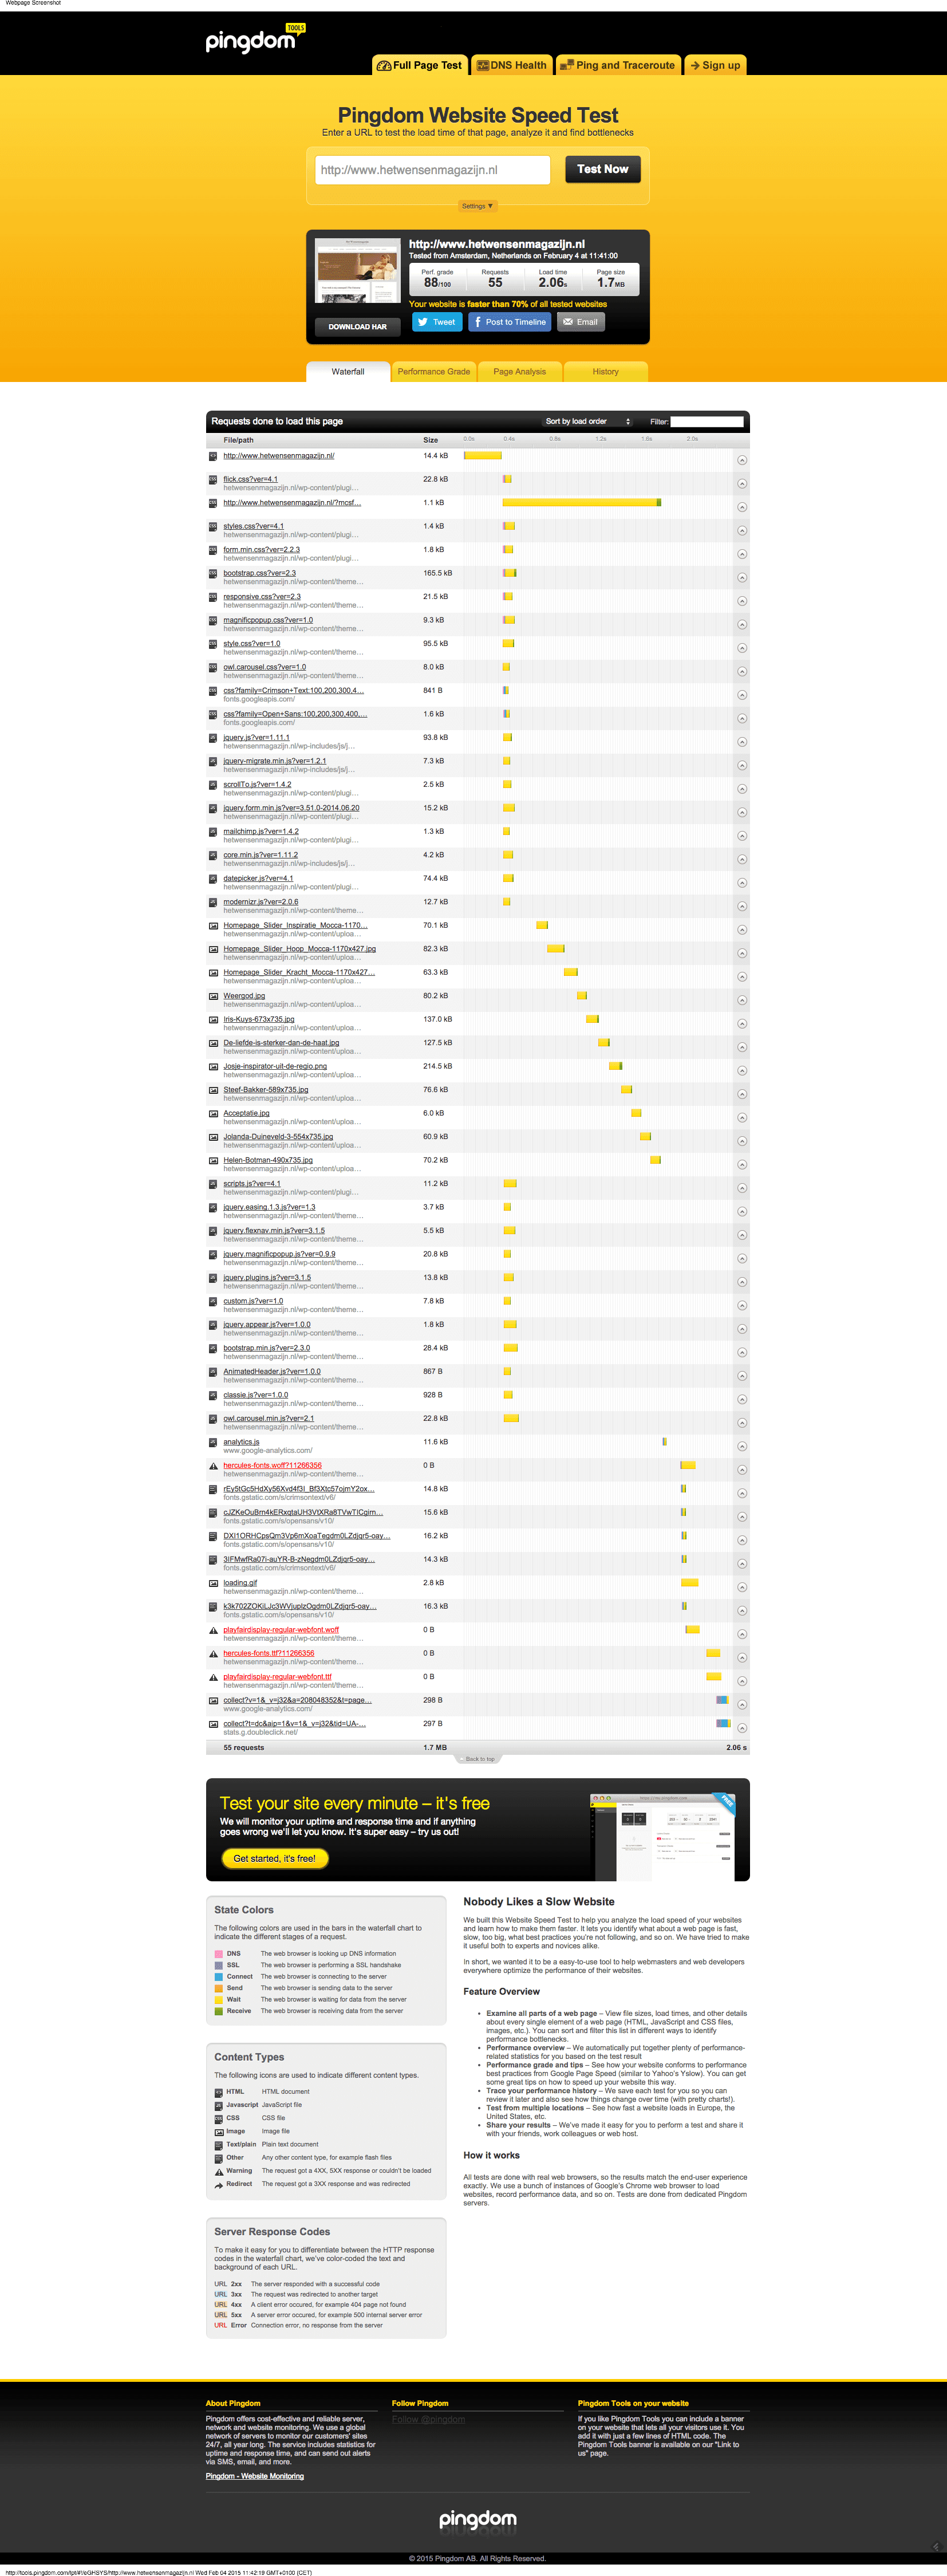 Webpage Screenshot
pingdom TOOLS
Full Page Test
DNS Health
Ping and Traceroute
Sign up
Pingdom Website Speed Test
Enter a URL to test the load time of that page, analyze it and find bottlenecks
http://www.hetwensenmagazijn.nl
Test Now
Settings ▼
http://www.hetwensenmagazijn.nl
Tested from Amsterdam, Netherlands on February 4 at 11:41:00
Perf. grade Requests Load time Page size
88/100 55 2.06s 1.7MB
Your website is faster than 70% of all tested websites
DOWNLOAD HAR
Tweet
Post to Timeline
Email
Waterfall Performance Grade Page Analysis History
Requests done to load this page
Sort by load order
Filter:
File/path Size 0.0s 0.4s 0.8s 1.2s 1.6s 2.0s
http://www.hetwensenmagazijn.nl/ 14.4 kB
flick.css?ver=4.1 22.8 kB
hetwensenmagazijn.nl/wp-content/plugi…
http://www.hetwensenmagazijn.nl/?mcsf… 1.1 kB
styles.css?ver=4.1 1.4 kB
hetwensenmagazijn.nl/wp-content/plugi…
form.min.css?ver=2.2.3 1.8 kB
hetwensenmagazijn.nl/wp-content/plugi…
bootstrap.css?ver=2.3 165.5 kB
hetwensenmagazijn.nl/wp-content/theme…
responsive.css?ver=2.3 21.5 kB
hetwensenmagazijn.nl/wp-content/theme…
magnificpopup.css?ver=1.0 9.3 kB
hetwensenmagazijn.nl/wp-content/theme…
style.css?ver=1.0 95.5 kB
hetwensenmagazijn.nl/wp-content/theme…
owl.carousel.css?ver=1.0 8.0 kB
hetwensenmagazijn.nl/wp-content/theme…
css?family=Crimson+Text:100,200,300,4… 841 B
fonts.googleapis.com/
css?family=Open+Sans:100,200,300,400,… 1.6 kB
fonts.googleapis.com/
jquery.js?ver=1.11.1 93.8 kB
hetwensenmagazijn.nl/wp-includes/js/j…
jquery-migrate.min.js?ver=1.2.1 7.3 kB
hetwensenmagazijn.nl/wp-includes/js/j…
scrollTo.js?ver=1.4.2 2.5 kB
hetwensenmagazijn.nl/wp-content/plugi…
jquery.form.min.js?ver=3.51.0-2014.06.20 15.2 kB
hetwensenmagazijn.nl/wp-content/plugi…
mailchimp.js?ver=1.4.2 1.3 kB
hetwensenmagazijn.nl/wp-content/plugi…
core.min.js?ver=1.11.2 4.2 kB
hetwensenmagazijn.nl/wp-includes/js/j…
datepicker.js?ver=4.1 74.4 kB
hetwensenmagazijn.nl/wp-content/plugi…
modernizr.js?ver=2.0.6 12.7 kB
hetwensenmagazijn.nl/wp-content/theme…
Homepage_Slider_Inspiratie_Mocca-1170… 70.1 kB
hetwensenmagazijn.nl/wp-content/uploa…
Homepage_Slider_Hoop_Mocca-1170x427.jpg 82.3 kB
hetwensenmagazijn.nl/wp-content/uploa…
Homepage_Slider_Kracht_Mocca-1170x427… 63.3 kB
hetwensenmagazijn.nl/wp-content/uploa…
Weergod.jpg 80.2 kB
hetwensenmagazijn.nl/wp-content/uploa…
Iris-Kuys-673x735.jpg 137.0 kB
hetwensenmagazijn.nl/wp-content/uploa…
De-liefde-is-sterker-dan-de-haat.jpg 127.5 kB
hetwensenmagazijn.nl/wp-content/uploa…
Josje-inspirator-uit-de-regio.png 214.5 kB
hetwensenmagazijn.nl/wp-content/uploa…
Steef-Bakker-589x735.jpg 76.6 kB
hetwensenmagazijn.nl/wp-content/uploa…
Acceptatie.jpg 6.0 kB
hetwensenmagazijn.nl/wp-content/uploa…
Jolanda-Duineveld-3-554x735.jpg 60.9 kB
hetwensenmagazijn.nl/wp-content/uploa…
Helen-Botman-490x735.jpg 70.2 kB
hetwensenmagazijn.nl/wp-content/uploa…
scripts.js?ver=4.1 11.2 kB
hetwensenmagazijn.nl/wp-content/plugi…
jquery.easing.1.3.js?ver=1.3 3.7 kB
hetwensenmagazijn.nl/wp-content/theme…
jquery.flexnav.min.js?ver=3.1.5 5.5 kB
hetwensenmagazijn.nl/wp-content/theme…
jquery.magnificpopup.js?ver=0.9.9 20.8 kB
hetwensenmagazijn.nl/wp-content/theme…
jquery.plugins.js?ver=3.1.5 13.8 kB
hetwensenmagazijn.nl/wp-content/theme…
custom.js?ver=1.0 7.8 kB
hetwensenmagazijn.nl/wp-content/theme…
jquery.appear.js?ver=1.0.0 1.8 kB
hetwensenmagazijn.nl/wp-content/theme…
bootstrap.min.js?ver=2.3.0 28.4 kB
hetwensenmagazijn.nl/wp-content/theme…
AnimatedHeader.js?ver=1.0.0 867 B
hetwensenmagazijn.nl/wp-content/theme…
classie.js?ver=1.0.0 928 B
hetwensenmagazijn.nl/wp-content/theme…
owl.carousel.min.js?ver=2.1 22.8 kB
hetwensenmagazijn.nl/wp-content/theme…
analytics.js 11.6 kB
www.google-analytics.com/
hercules-fonts.woff?11266356 0 B
hetwensenmagazijn.nl/wp-content/theme…
14.8 kB
fonts.gstatic.com/s/crimsontext/v6/
15.6 kB
fonts.gstatic.com/s/opensans/v10/
16.2 kB
fonts.gstatic.com/s/opensans/v10/
14.3 kB
fonts.gstatic.com/s/crimsontext/v6/
loading.gif 2.8 kB
hetwensenmagazijn.nl/wp-content/theme…
16.3 kB
fonts.gstatic.com/s/opensans/v10/
playfairdisplay-regular-webfont.woff 0 B
hetwensenmagazijn.nl/wp-content/theme…
hercules-fonts.ttf?11266356 0 B
hetwensenmagazijn.nl/wp-content/theme…
playfairdisplay-regular-webfont.ttf 0 B
hetwensenmagazijn.nl/wp-content/theme…
collect?v=1&_v=j32&a=208048352&t=page… 298 B
www.google-analytics.com/
collect?t=dc&aip=1&v=1&_v=j32&tid=UA-… 297 B
stats.g.doubleclick.net/
55 requests 1.7 MB 2.06 s
Back to top
Test your site every minute – it's free
We will monitor your uptime and response time and if anything
goes wrong we'll let you know. It's super easy – try us out!
Get started, it's free!
FREE
State Colors
The following colors are used in the bars in the waterfall chart to
indicate the different stages of a request.
DNS The web browser is looking up DNS information
SSL The web browser is performing a SSL handshake
Connect The web browser is connecting to the server
Send The web browser is sending data to the server
Wait The web browser is waiting for data from the server
Receive The web browser is receiving data from the server
Content Types
The following icons are used to indicate different content types.
HTML HTML document
Javascript JavaScript file
CSS CSS file
Image Image file
Text/plain Plain text document
Other Any other content type, for example flash files
Warning The request got a 4XX, 5XX response or couldn't be loaded
Redirect The request got a 3XX response and was redirected
Server Response Codes
To make it easy for you to differentiate between the HTTP response
codes in the waterfall chart, we've color-coded the text and
background of each URL.
URL 2xx The server responded with a successful code
URL 3xx The request was redirected to another target
URL 4xx A client error occured, for example 404 page not found
URL 5xx A server error occured, for example 500 internal server error
URL Error Connection error, no response from the server
Nobody Likes a Slow Website
We built this Website Speed Test to help you analyze the load speed of your websites
and learn how to make them faster. It lets you identify what about a web page is fast,
slow, too big, what best practices you're not following, and so on. We have tried to make
it useful both to experts and novices alike.
In short, we wanted it to be a easy-to-use tool to help webmasters and web developers
everywhere optimize the performance of their websites.
Feature Overview
• Examine all parts of a web page – View file sizes, load times, and other details
about every single element of a web page (HTML, JavaScript and CSS files,
images, etc.). You can sort and filter this list in different ways to identify
performance bottlenecks.
• Performance overview – We automatically put together plenty of performance-
related statistics for you based on the test result
• Performance grade and tips – See how your website conforms to performance
best practices from Google Page Speed (similar to Yahoo's Yslow). You can get
some great tips on how to speed up your website this way.
• Trace your performance history – We save each test for you so you can
review it later and also see how things change over time (with pretty charts!).
• Test from multiple locations – See how fast a website loads in Europe, the
United States, etc.
• Share your results – We've made it easy for you to perform a test and share it
with your friends, work colleagues or web host.
How it works
All tests are done with real web browsers, so the results match the end-user experience
exactly. We use a bunch of instances of Google's Chrome web browser to load
websites, record performance data, and so on. Tests are done from dedicated Pingdom
servers.
About Pingdom
Pingdom offers cost-effective and reliable server,
network and website monitoring. We use a global
network of servers to monitor our customers' sites
24/7, all year long. The service includes statistics for
uptime and response time, and can send out alerts
via SMS, email, and more.
Pingdom - Website Monitoring
Follow Pingdom
Follow @pingdom
Pingdom Tools on your website
If you like Pingdom Tools you can include a banner
on your website that lets all your visitors use it. You
add it with just a few lines of HTML code. The
Pingdom Tools banner is available on our "Link to
us" page.
pingdom
© 2015 Pingdom AB. All Rights Reserved.
http://tools.pingdom.com/fpt/#!/eGHSYS/http://www.hetwensenmagazijn.nl Wed Feb 04 2015 11:42:19 GMT+0100 (CET)